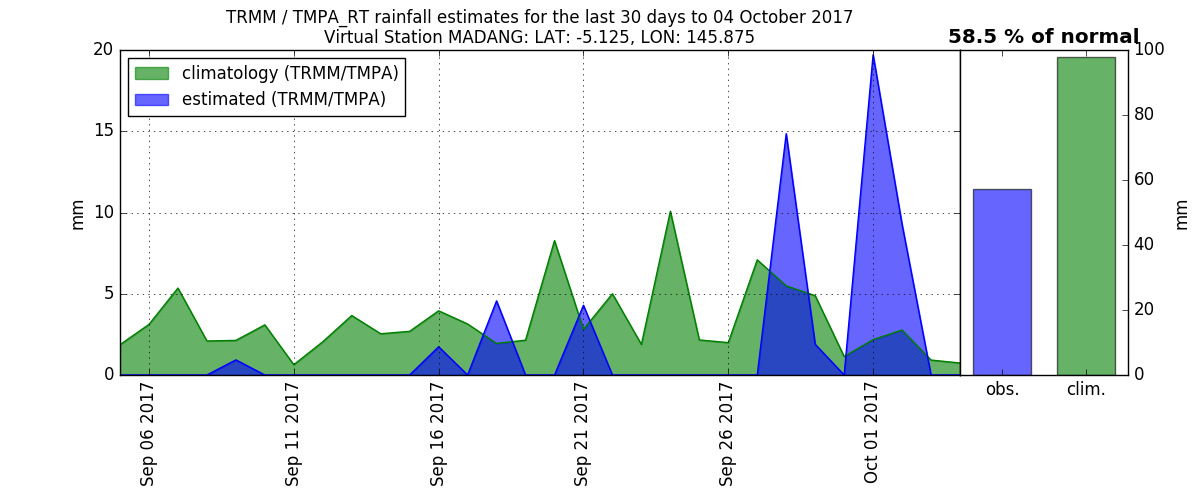 TRMM / TMPA_RT rainfall estimates for the last 30 days to 04 October 2017
Virtual Station MADANG: LAT: -5.125, LON: 145.875
58.5 % of normal
climatology (TRMM/TMPA)
estimated (TRMM/TMPA)
20
15
10
5
0
mm
Sep 06 2017
Sep 11 2017
Sep 16 2017
Sep 21 2017
Sep 26 2017
Oct 01 2017
obs.
clim.
100
80
60
40
20
0
mm